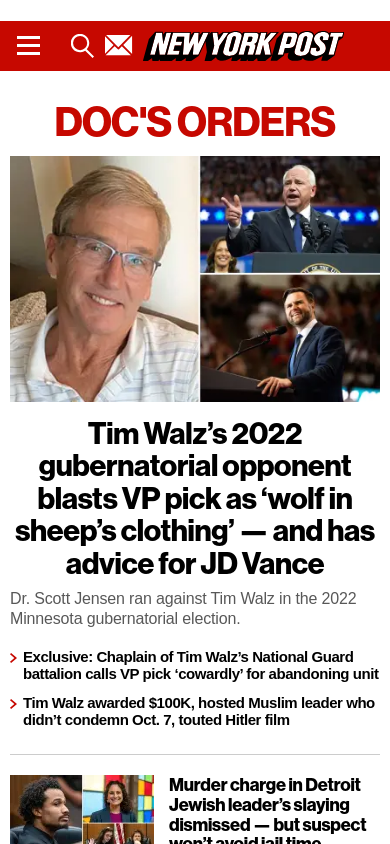 NEW YORK POST
DOC'S ORDERS
Tim Walz’s 2022
gubernatorial opponent
blasts VP pick as ‘wolf in
sheep’s clothing’ — and has
advice for JD Vance
Dr. Scott Jensen ran against Tim Walz in the 2022
Minnesota gubernatorial election.
Exclusive: Chaplain of Tim Walz’s National Guard
battalion calls VP pick ‘cowardly’ for abandoning unit
Tim Walz awarded $100K, hosted Muslim leader who
didn’t condemn Oct. 7, touted Hitler film
Murder charge in Detroit
Jewish leader’s slaying
dismissed — but suspect
won’t avoid jail time